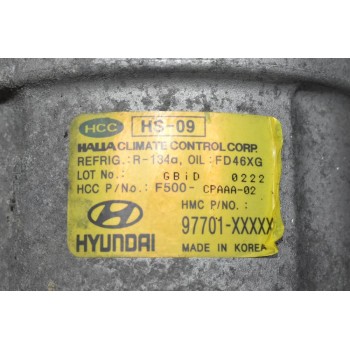 HCC HS-09
HALLA CLIMATE CONTROL CORP.
REFRIG.:R-134a, OIL:FD46XG
LOT No.: GBiD 0222
HCC P/No.: F500-CPAAA-02
HMC P/No.:
97701-XXXXX
HYUNDAI
MADE IN KOREA